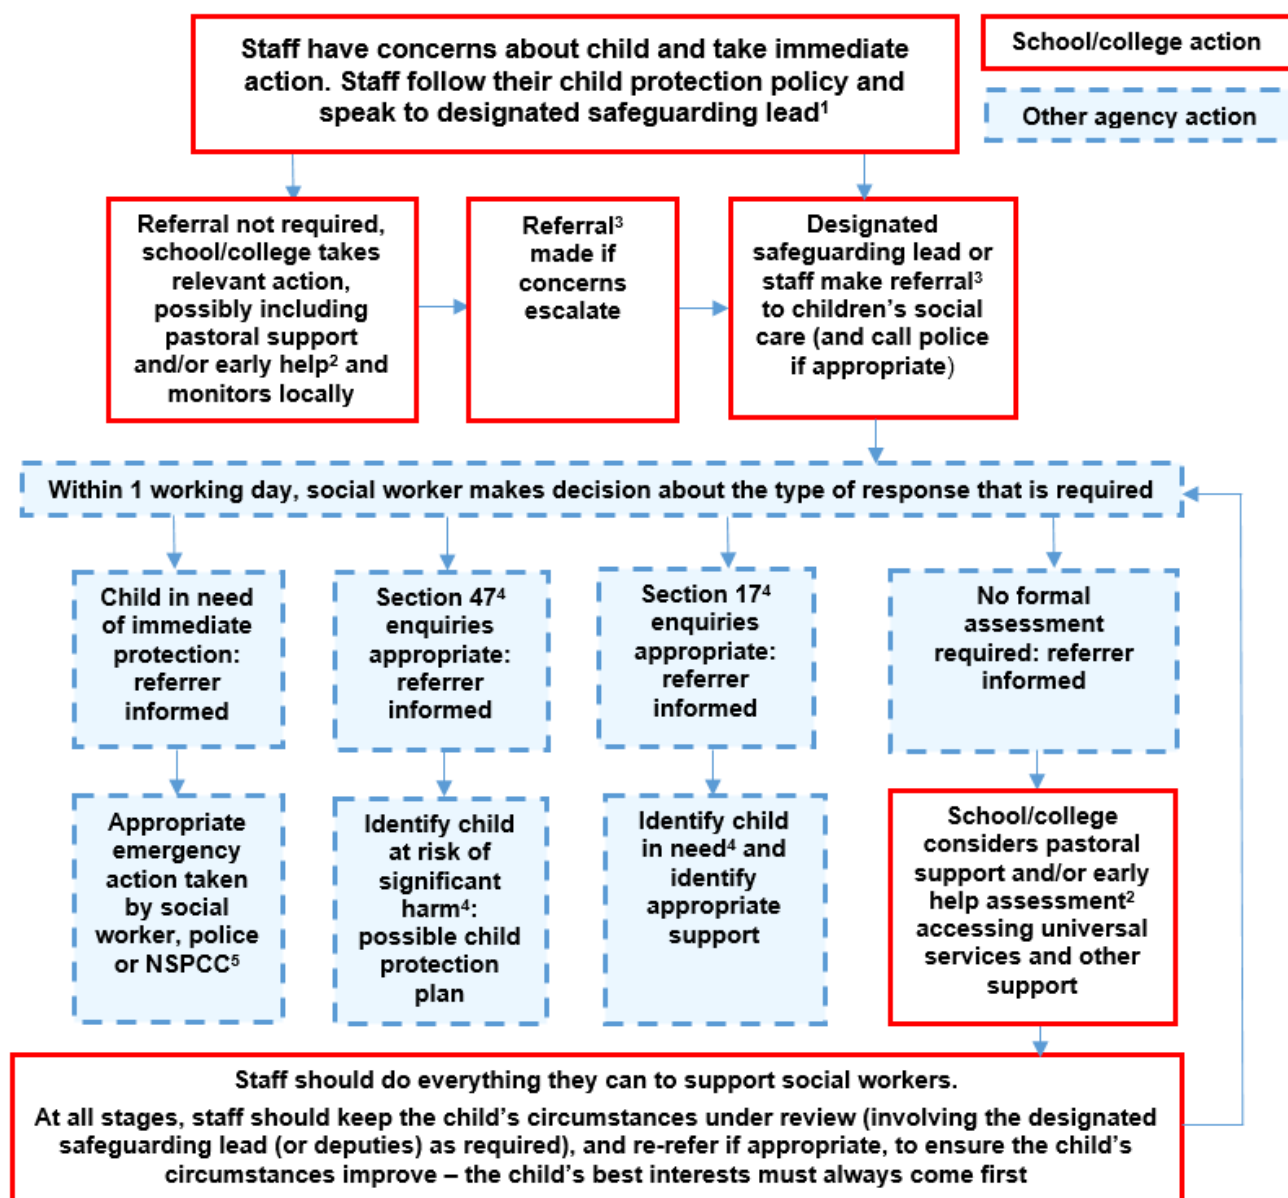 Staff have concerns about child and take immediate
action. Staff follow their child protection policy and
speak to designated safeguarding lead¹
School/college action
Other agency action
Referral not required,
school/college takes
relevant action,
possibly including
pastoral support
and/or early help² and
monitors locally
Referral³
made if
concerns
escalate
Designated
safeguarding lead or
staff make referral³
to children’s social
care (and call police
if appropriate)
Within 1 working day, social worker makes decision about the type of response that is required
Child in need
of immediate
protection:
referrer
informed
Section 47⁴
enquiries
appropriate:
referrer
informed
Section 17⁴
enquiries
appropriate:
referrer
informed
No formal
assessment
required: referrer
informed
Appropriate
emergency
action taken
by social
worker, police
or NSPCC⁵
Identify child
at risk of
significant
harm⁴:
possible child
protection
plan
Identify child
in need⁴ and
identify
appropriate
support
School/college
considers pastoral
support and/or early
help assessment²
accessing universal
services and other
support
Staff should do everything they can to support social workers.
At all stages, staff should keep the child’s circumstances under review (involving the designated
safeguarding lead (or deputies) as required), and re-refer if appropriate, to ensure the child’s
circumstances improve – the child’s best interests must always come first